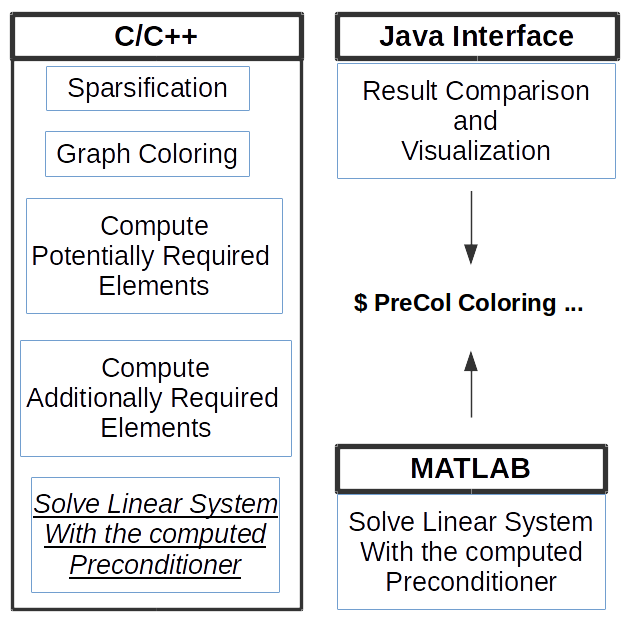 C/C++
Sparsification
Graph Coloring
Compute
Potentially Required
Elements
Compute
Additionally Required
Elements
Solve Linear System
With the computed
Preconditioner
Java Interface
Result Comparison
and
Visualization
$ PreCol Coloring ...
MATLAB
Solve Linear System
With the computed
Preconditioner